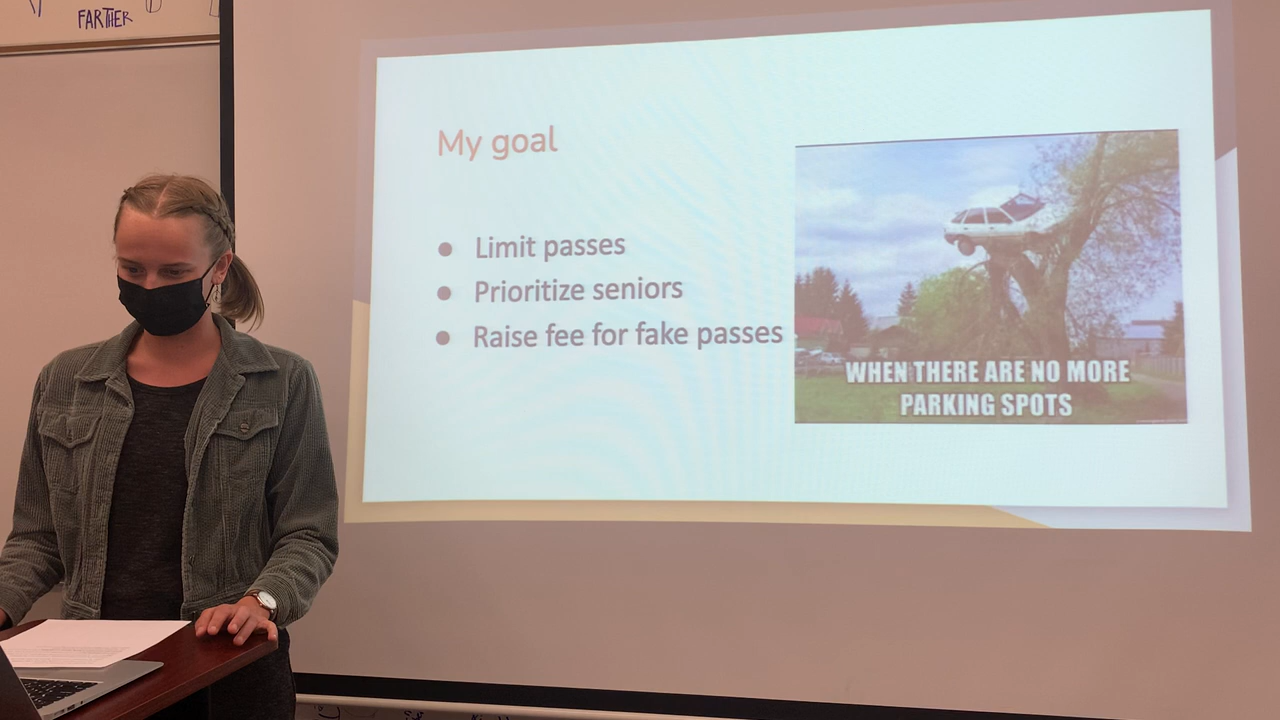 FARTHER
My goal
● Limit passes
● Prioritize seniors
● Raise fee for fake passes
WHEN THERE ARE NO MORE
PARKING SPOTS